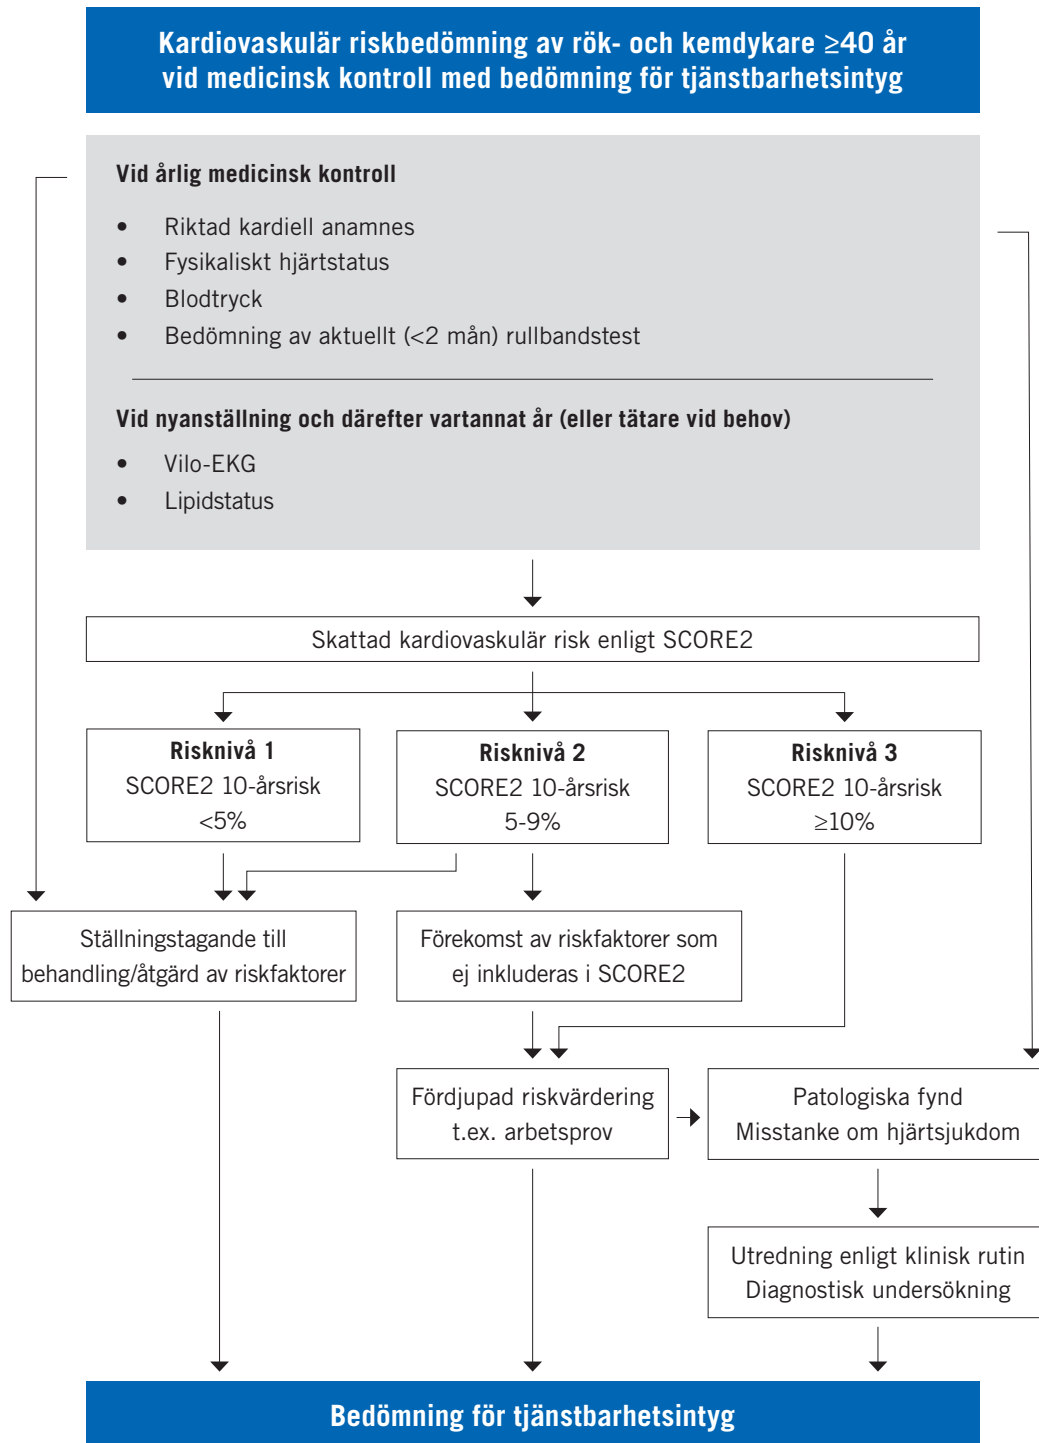 Kardiovaskulär riskbedömning av rök- och kemdykare ≥40 år
vid medicinsk kontroll med bedömning för tjänstbarhetsintyg
Vid årlig medicinsk kontroll
• Riktad kardiell anamnes
• Fysikaliskt hjärtstatus
• Blodtryck
• Bedömning av aktuellt (<2 mån) rullbandstest
Vid nyanställning och därefter vartannat år (eller tätare vid behov)
• Vilo-EKG
• Lipidstatus
Skattad kardiovaskulär risk enligt SCORE2
Risknivå 1
SCORE2 10-årsrisk
<5%
Risknivå 2
SCORE2 10-årsrisk
5-9%
Risknivå 3
SCORE2 10-årsrisk
≥10%
Ställningstagande till
behandling/åtgärd av riskfaktorer
Förekomst av riskfaktorer som
ej inkluderas i SCORE2
Fördjupad riskvärdering
t.ex. arbetsprov
Patologiska fynd
Misstanke om hjärtsjukdom
Utredning enligt klinisk rutin
Diagnostisk undersökning
Bedömning för tjänstbarhetsintyg